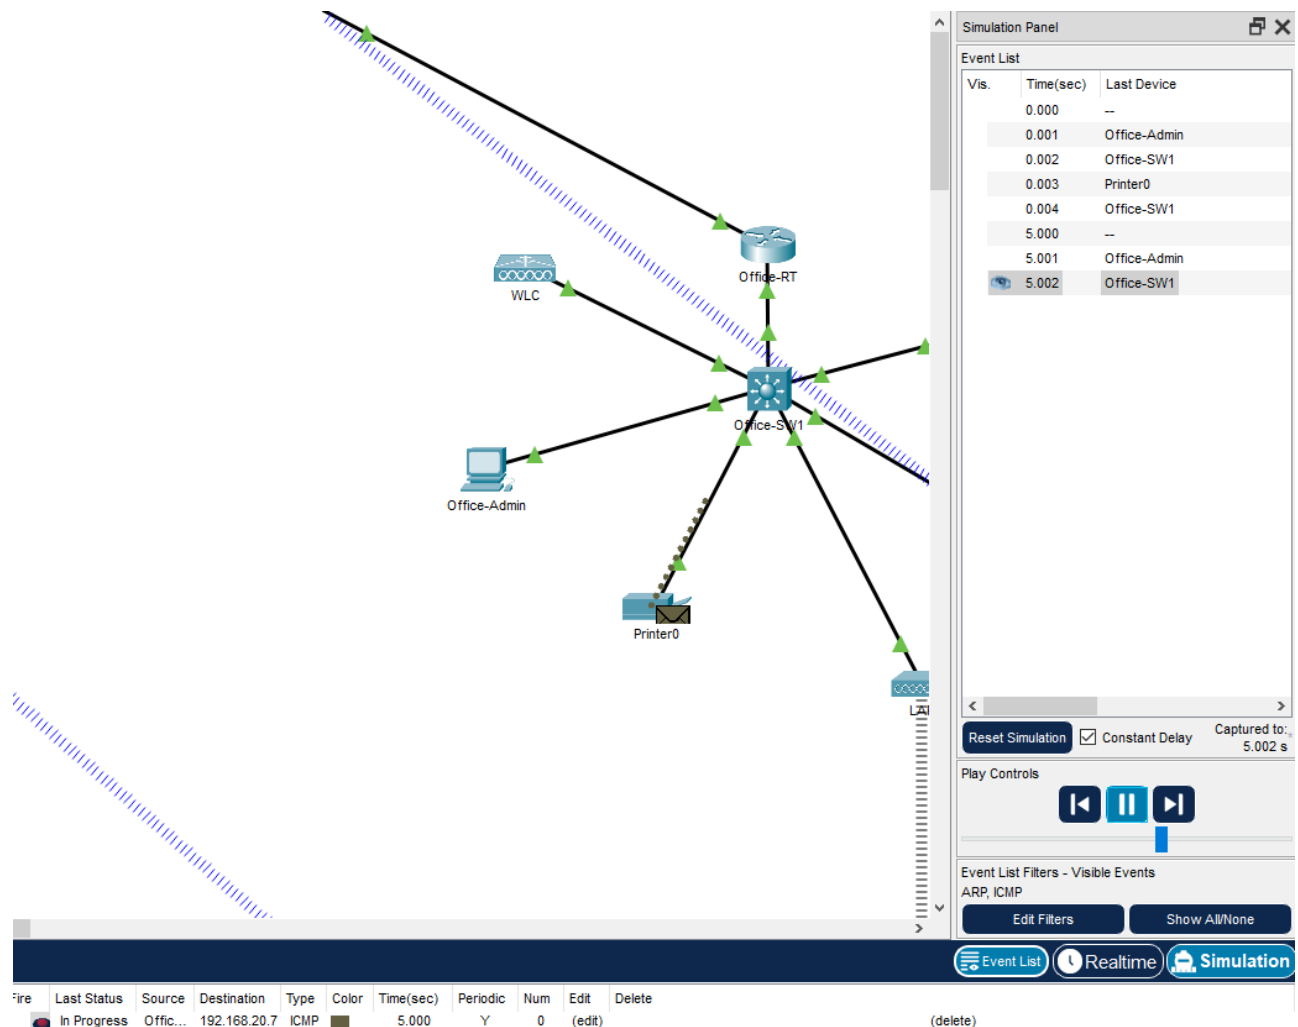 Simulation Panel
Event List
Vis. Time(sec) Last Device
0.000 --
0.001 Office-Admin
0.002 Office-SW1
0.003 Printer0
0.004 Office-SW1
5.000 --
5.001 Office-Admin
5.002 Office-SW1
Office-RT
WLC
Office-SW1
Office-Admin
Printer0
LAP
Reset Simulation Constant Delay Captured to:
5.002 s
Play Controls
Event List Filters - Visible Events
ARP, ICMP
Edit Filters Show All/None
Event List Realtime Simulation
Fire Last Status Source Destination Type Color Time(sec) Periodic Num Edit Delete
In Progress Offic... 192.168.20.7 ICMP 5.000 Y 0 (edit) (delete)